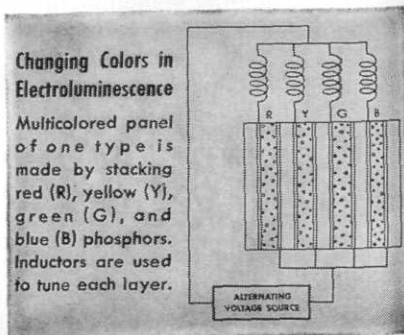 Changing Colors in
Electroluminescence
Multicolored panel
of one type is
made by stacking
red (R), yellow (Y),
green (G), and
blue (B) phosphors.
Inductors are used
to tune each layer.
R Y G B
ALTERNATING
VOLTAGE SOURCE